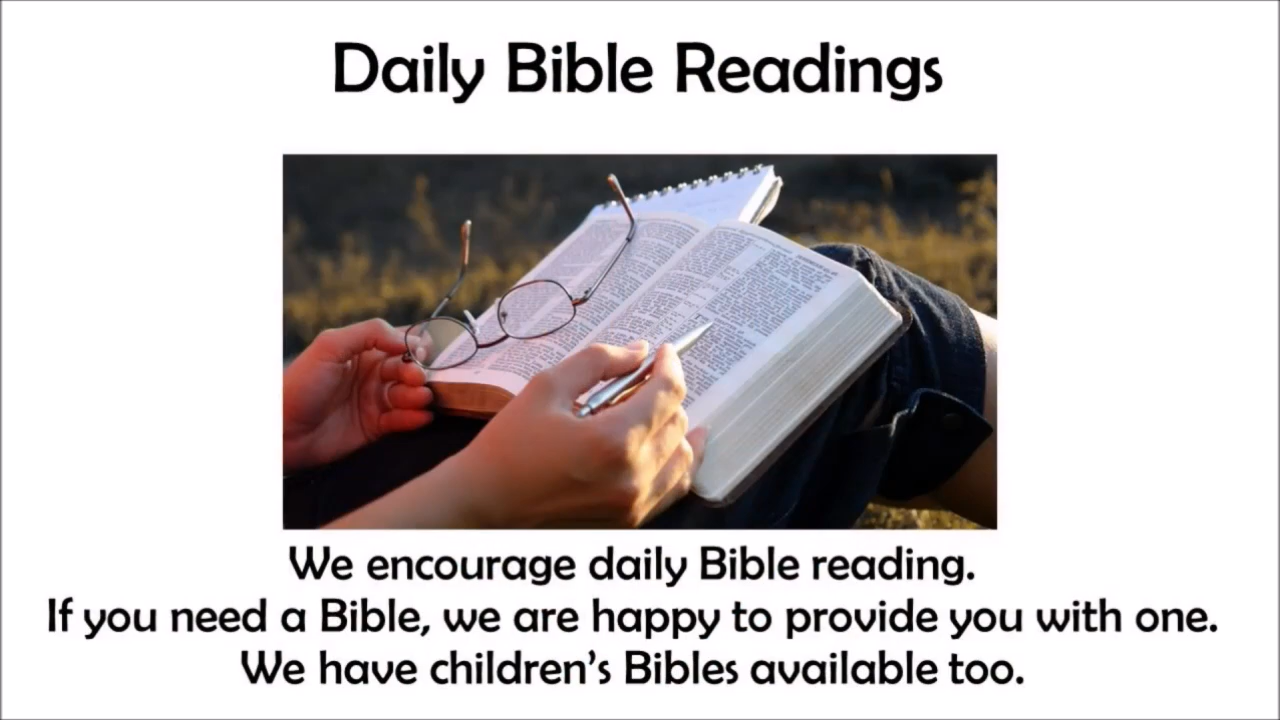 Daily Bible Readings
We encourage daily Bible reading.
If you need a Bible, we are happy to provide you with one.
We have children's Bibles available too.